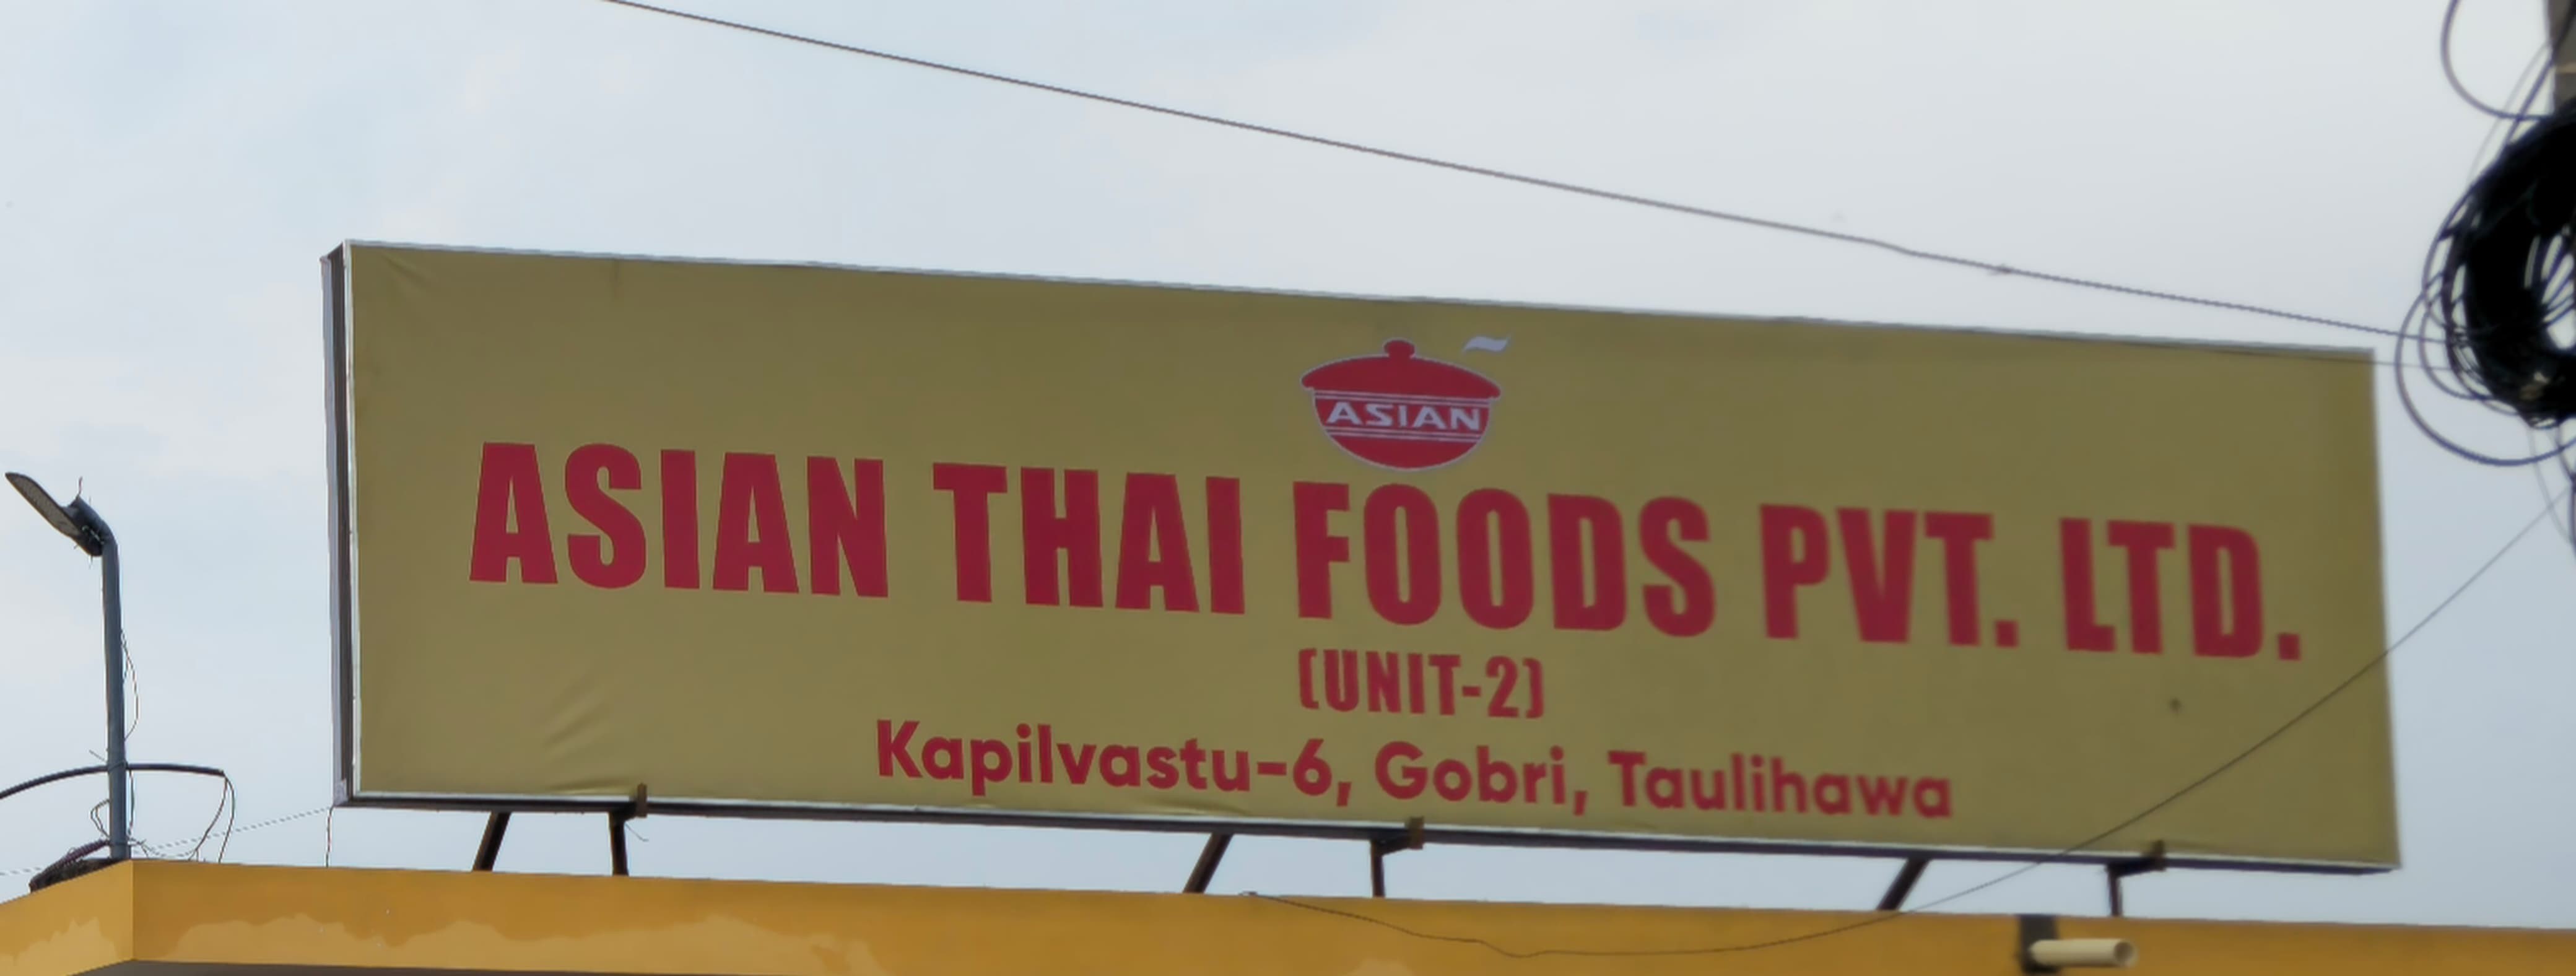 ASIAN
ASIAN THAI FOODS PVT. LTD.
(UNIT-2)
Kapilvastu-6, Gobri, Taulihawa